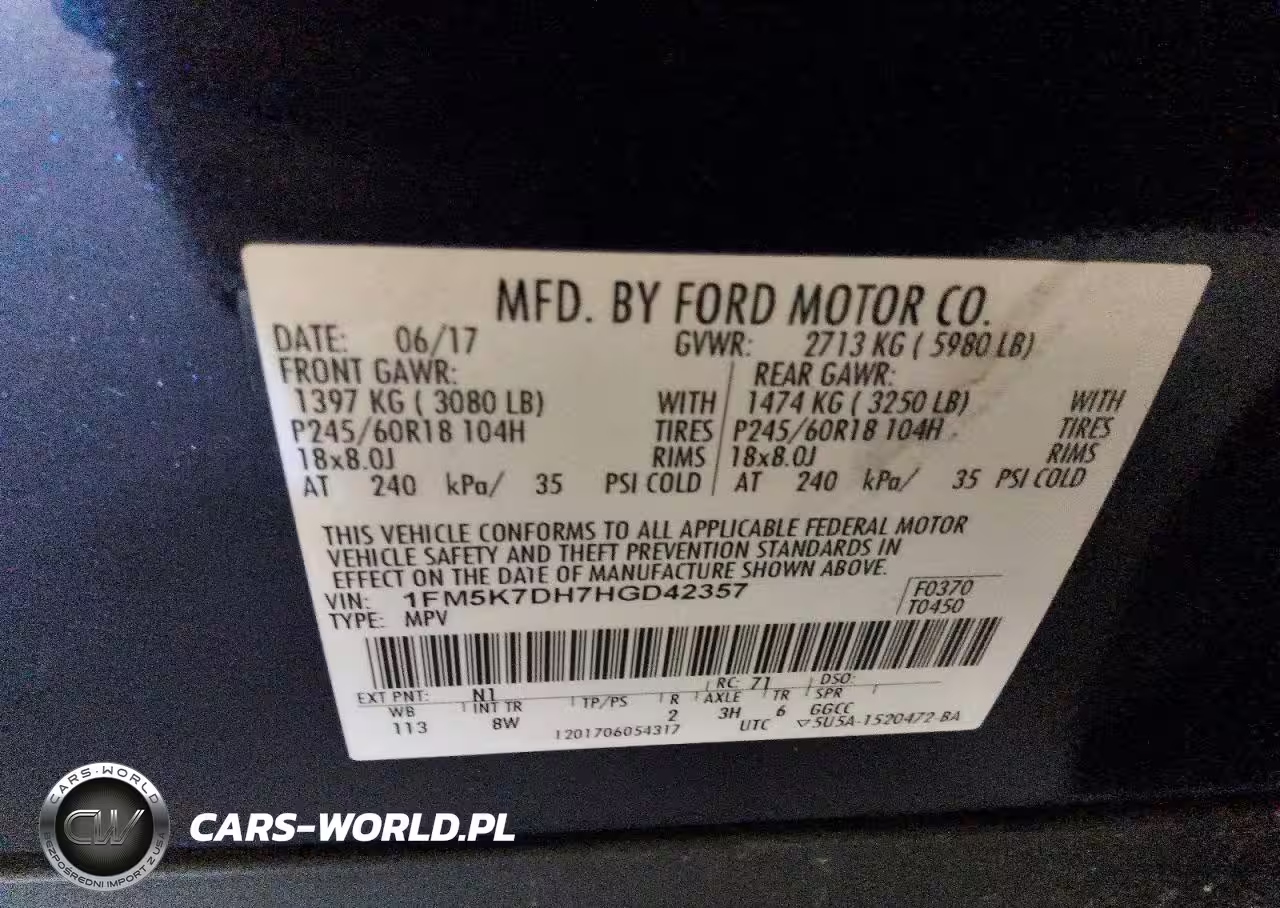 MFD. BY FORD MOTOR CO.
DATE: 06/17 GVWR: 2713 KG ( 5980 LB)
FRONT GAWR: REAR GAWR:
1397 KG ( 3080 LB) WITH 1474 KG ( 3250 LB) WITH
P245/60R18 104H TIRES P245/60R18 104H TIRES
18x8.0J RIMS 18x8.0J RIMS
AT 240 kPa/ 35 PSI COLD AT 240 kPa/ 35 PSI COLD
THIS VEHICLE CONFORMS TO ALL APPLICABLE FEDERAL MOTOR
VEHICLE SAFETY AND THEFT PREVENTION STANDARDS IN
EFFECT ON THE DATE OF MANUFACTURE SHOWN ABOVE.
VIN: 1FM5K7DH7HGD42357 F0370
TYPE: MPV T0450
EXT PNT: N1 RC: 71 DSO:
WB INT TR TP/PS R AXLE TR SPR
113 8W 2 3H 6 GGCC
1201706054317 UTC ▽5U5A-1520472-BA
CARS-WORLD
CW
BEZPOŚREDNI IMPORT Z USA
CARS-WORLD.PL